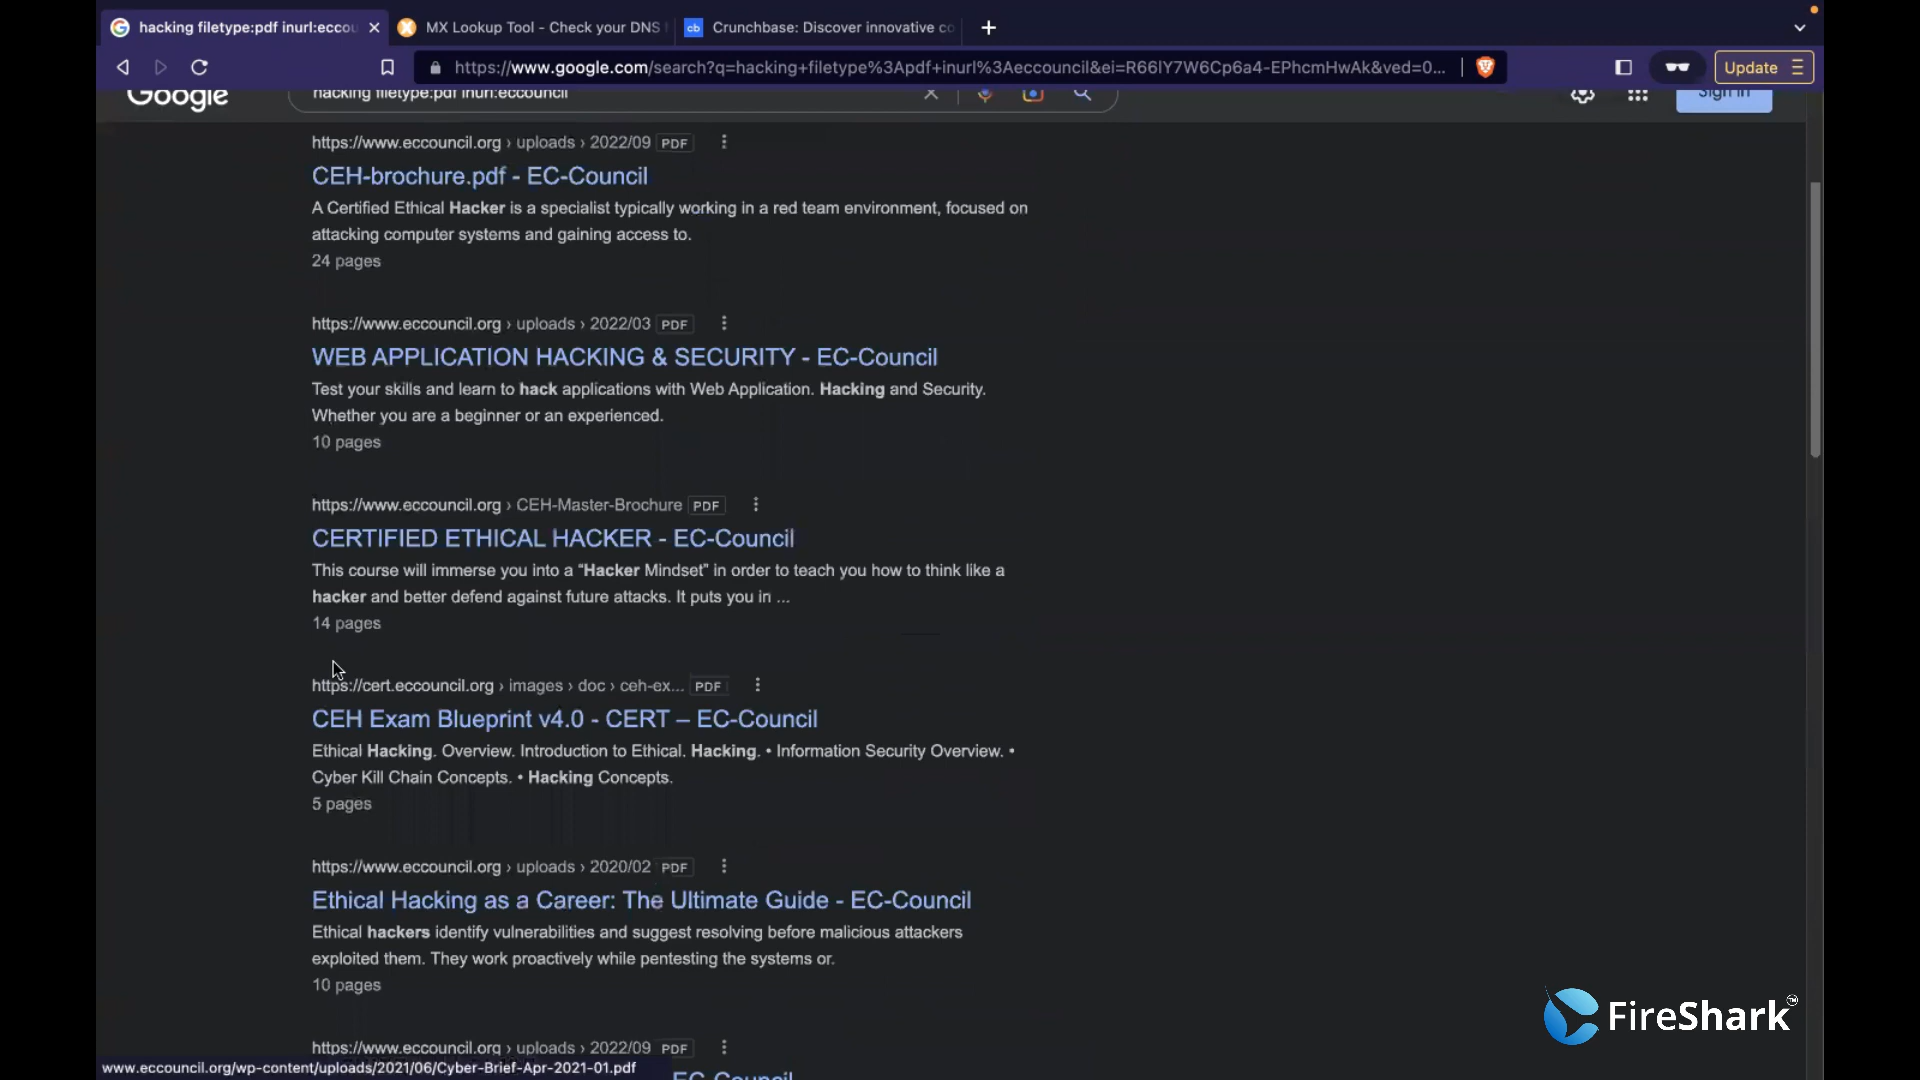 hacking filetype:pdf inurl:eccou
MX Lookup Tool - Check your DNS
cb Crunchbase: Discover innovative co
https://www.google.com/search?q=hacking+filetype%3Apdf+inurl%3Aeccouncil&ei=R66lY7W6Cp6a4-EPhcmHwAk&ved=0...
Update
Google
hacking filetype:pdf inurl:eccouncil
Sign in
https://www.eccouncil.org › uploads › 2022/09 PDF
CEH-brochure.pdf - EC-Council
A Certified Ethical Hacker is a specialist typically working in a red team environment, focused on
attacking computer systems and gaining access to.
24 pages
https://www.eccouncil.org › uploads › 2022/03 PDF
WEB APPLICATION HACKING & SECURITY - EC-Council
Test your skills and learn to hack applications with Web Application. Hacking and Security.
Whether you are a beginner or an experienced.
10 pages
https://www.eccouncil.org › CEH-Master-Brochure PDF
CERTIFIED ETHICAL HACKER - EC-Council
This course will immerse you into a “Hacker Mindset” in order to teach you how to think like a
hacker and better defend against future attacks. It puts you in ...
14 pages
https://cert.eccouncil.org › images › doc › ceh-ex... PDF
CEH Exam Blueprint v4.0 - CERT – EC-Council
Ethical Hacking. Overview. Introduction to Ethical. Hacking. • Information Security Overview. •
Cyber Kill Chain Concepts. • Hacking Concepts.
5 pages
https://www.eccouncil.org › uploads › 2020/02 PDF
Ethical Hacking as a Career: The Ultimate Guide - EC-Council
Ethical hackers identify vulnerabilities and suggest resolving before malicious attackers
exploited them. They work proactively while pentesting the systems or.
10 pages
FireShark™
https://www.eccouncil.org › uploads › 2022/09 PDF
www.eccouncil.org/wp-content/uploads/2021/06/Cyber-Brief-Apr-2021-01.pdf
EC-Council